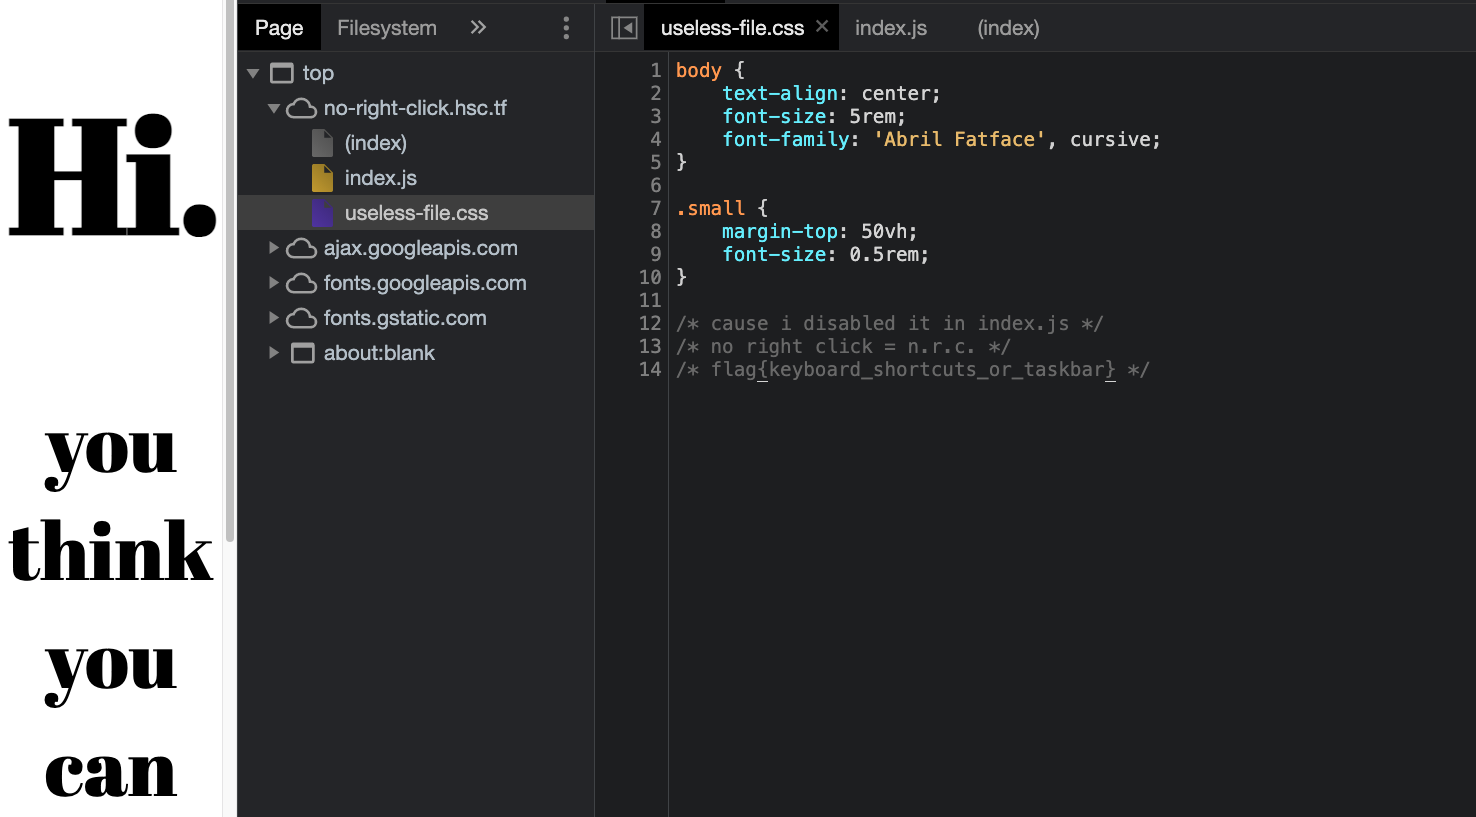 Hi.
you
think
you
can
Page Filesystem »
top
no-right-click.hsc.tf
(index)
index.js
useless-file.css
ajax.googleapis.com
fonts.googleapis.com
fonts.gstatic.com
about:blank
useless-file.css × index.js (index)
1 body {
2     text-align: center;
3     font-size: 5rem;
4     font-family: 'Abril Fatface', cursive;
5 }
6
7 .small {
8     margin-top: 50vh;
9     font-size: 0.5rem;
10 }
11
12 /* cause i disabled it in index.js */
13 /* no right click = n.r.c. */
14 /* flag{keyboard_shortcuts_or_taskbar} */